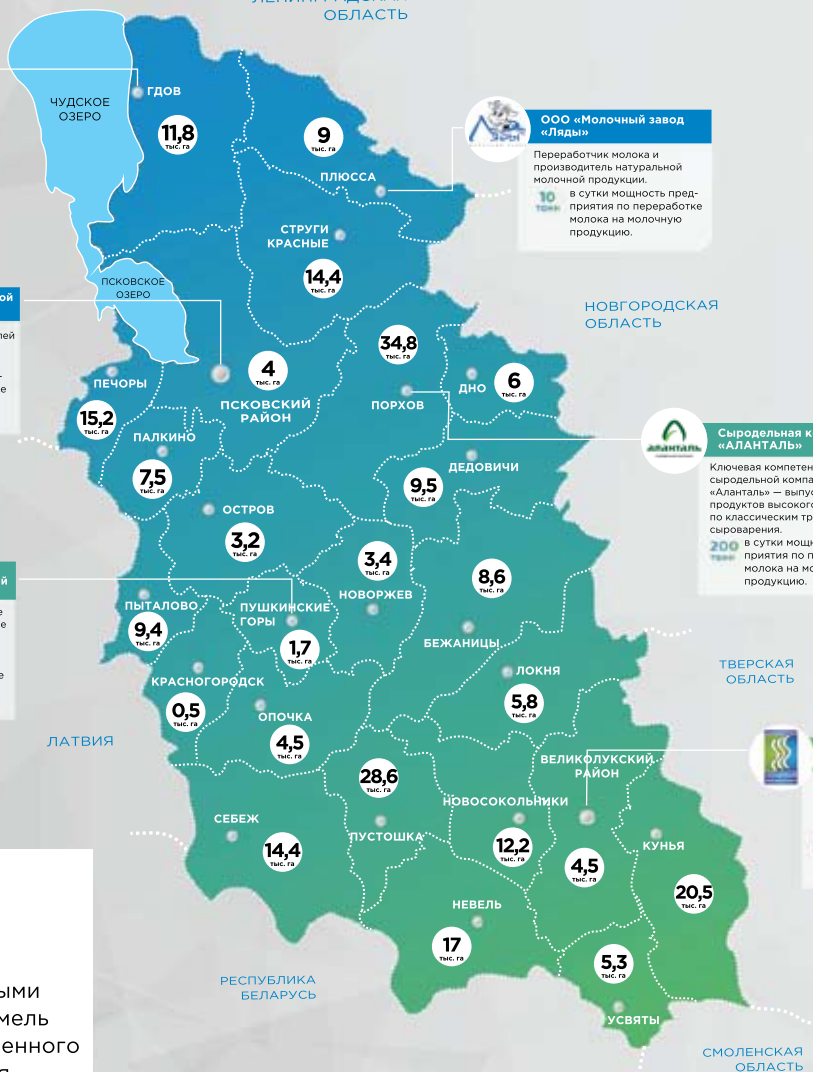 ОБЛАСТЬ
ЧУДСКОЕ
ОЗЕРО
ГДОВ
11,8
тыс. га
9
тыс. га
ПЛЮССА
ООО «Молочный завод
«Ляды»
Переработчик молока и
производитель натуральной
молочной продукции.
10
тонн
в сутки мощность пред-
приятия по переработке
молока на молочную
продукцию.
СТРУГИ
КРАСНЫЕ
14,4
тыс. га
ПСКОВСКОЕ
ОЗЕРО
НОВГОРОДСКАЯ
ОБЛАСТЬ
34,8
тыс. га
ПОРХОВ
4
тыс. га
ПСКОВСКИЙ
РАЙОН
ДНО
6
тыс. га
ПЕЧОРЫ
15,2
тыс. га
ПАЛКИНО
7,5
тыс. га
ДЕДОВИЧИ
9,5
тыс. га
АЛАНТАЛЬ
Сыродельная к
«АЛАНТАЛЬ»
Ключевая компетен
сыродельной компа
«Аланталь» — выпус
продуктов высокого
по классическим тр
сыроварения.
200
тонн
в сутки мощн
приятия по п
молока на мо
продукцию.
ОСТРОВ
3,2
тыс. га
3,4
тыс. га
НОВОРЖЕВ
8,6
тыс. га
БЕЖАНИЦЫ
ПЫТАЛОВО
9,4
тыс. га
ПУШКИНСКИЕ
ГОРЫ
1,7
тыс. га
КРАСНОГОРОДСК
0,5
тыс. га
ОПОЧКА
4,5
тыс. га
ЛОКНЯ
5,8
тыс. га
ТВЕРСКАЯ
ОБЛАСТЬ
ЛАТВИЯ
28,6
тыс. га
ПУСТОШКА
ВЕЛИКОЛУКСКИЙ
РАЙОН
4,5
тыс. га
НОВОСОКОЛЬНИКИ
12,2
тыс. га
СЕБЕЖ
14,4
тыс. га
КУНЬЯ
20,5
тыс. га
НЕВЕЛЬ
17
тыс. га
5,3
тыс. га
УСВЯТЫ
РЕСПУБЛИКА
БЕЛАРУСЬ
СМОЛЕНСКАЯ
ОБЛАСТЬ
ыми
мель
енного